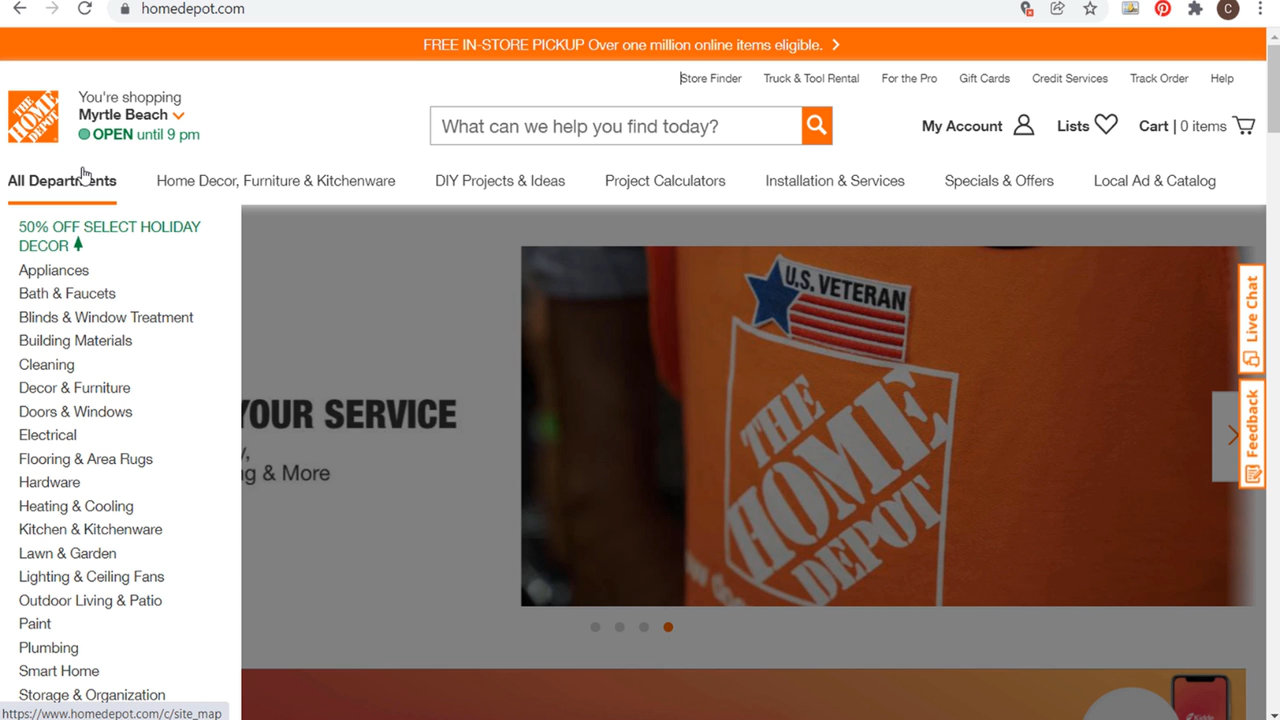 homedepot.com
C
FREE IN-STORE PICKUP Over one million online items eligible.
Store Finder
Truck & Tool Rental
For the Pro
Gift Cards
Credit Services
Track Order
Help
THE HOME DEPOT
You're shopping
Myrtle Beach
OPEN until 9 pm
What can we help you find today?
My Account
Lists
Cart | 0 items
All Departments
Home Decor, Furniture & Kitchenware
DIY Projects & Ideas
Project Calculators
Installation & Services
Specials & Offers
Local Ad & Catalog
50% OFF SELECT HOLIDAY
DECOR
Appliances
Bath & Faucets
Blinds & Window Treatment
Building Materials
Cleaning
Decor & Furniture
Doors & Windows
Electrical
Flooring & Area Rugs
Hardware
Heating & Cooling
Kitchen & Kitchenware
Lawn & Garden
Lighting & Ceiling Fans
Outdoor Living & Patio
Paint
Plumbing
Smart Home
Storage & Organization
https://www.homedepot.com/c/site_map
YOUR SERVICE
& More
U.S. VETERAN
THE
HOME
DEPOT
Live Chat
Feedback